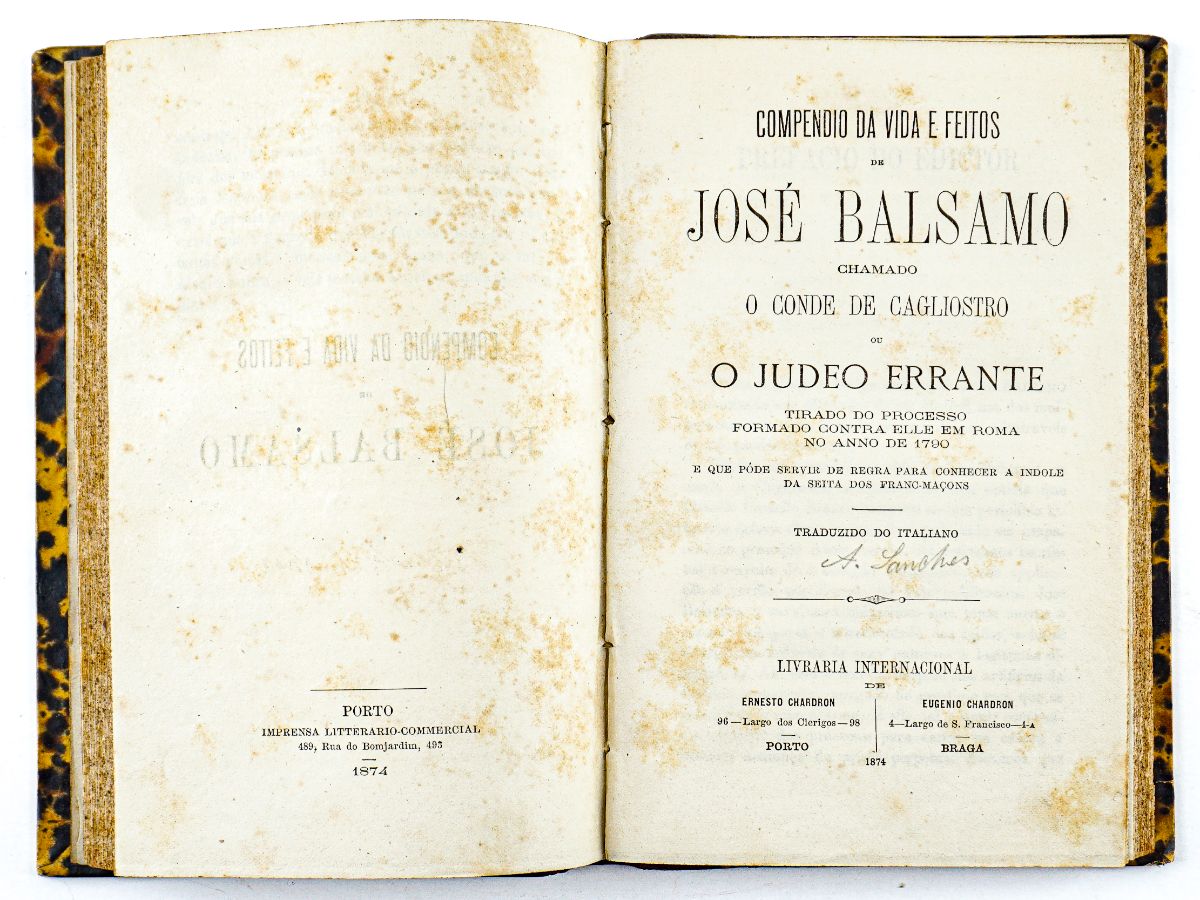 PORTO
IMPRENSA LITTERARIO-COMMERCIAL
489, Rua do Bomjardim, 493
1874
COMPENDIO DA VIDA E FEITOS
DE
JOSÉ BALSAMO
CHAMADO
O CONDE DE CAGLIOSTRO
OU
O JUDEO ERRANTE
TIRADO DO PROCESSO
FORMADO CONTRA ELLE EM ROMA
NO ANNO DE 1790
E QUE PÓDE SERVIR DE REGRA PARA CONHECER A INDOLE
DA SEITA DOS FRANC-MAÇONS
TRADUZIDO DO ITALIANO
A. Sanches
LIVRARIA INTERNACIONAL
DE
ERNESTO CHARDRON
96—Largo dos Clerigos—98
PORTO
EUGENIO CHARDRON
4—Largo de S. Francisco—4-A
BRAGA
1874